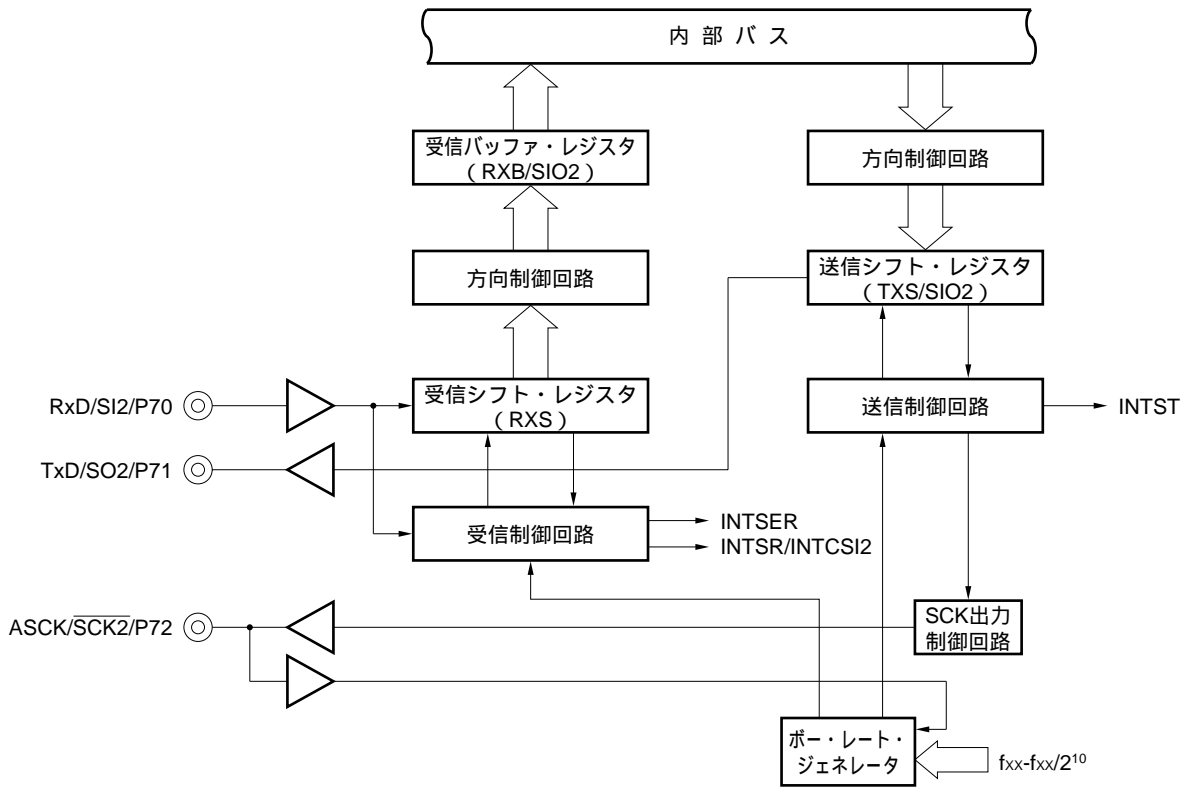 内部バス
受信バッファ・レジスタ
(RXB/SIO2)
方向制御回路
方向制御回路
送信シフト・レジスタ
(TXS/SIO2)
RxD/SI2/P70
受信シフト・レジスタ
(RXS)
送信制御回路
INTST
TxD/SO2/P71
受信制御回路
INTSER
INTSR/INTCSI2
ASCK/S̅C̅K̅2̅/P72
SCK出力
制御回路
ボー・レート・
ジェネレータ
fxx-fxx/2¹⁰